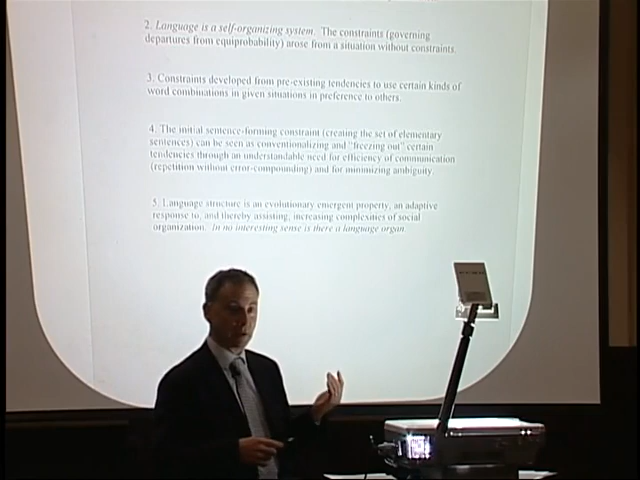 2. Language is a self-organizing system. The constraints (governing
departures from equiprobability) arose from a situation without constraints.
3. Constraints developed from pre-existing tendencies to use certain kinds of
word combinations in given situations in preference to others.
4. The initial sentence-forming constraint (creating the set of elementary
sentences) can be seen as conventionalizing and "freezing out" certain
tendencies through an understandable need for efficiency of communication
(repetition without error-compounding) and for minimizing ambiguity.
5. Language structure is an evolutionary emergent property, an adaptive
response to, and thereby assisting, increasing complexities of social
organization. In no interesting sense is there a language organ.